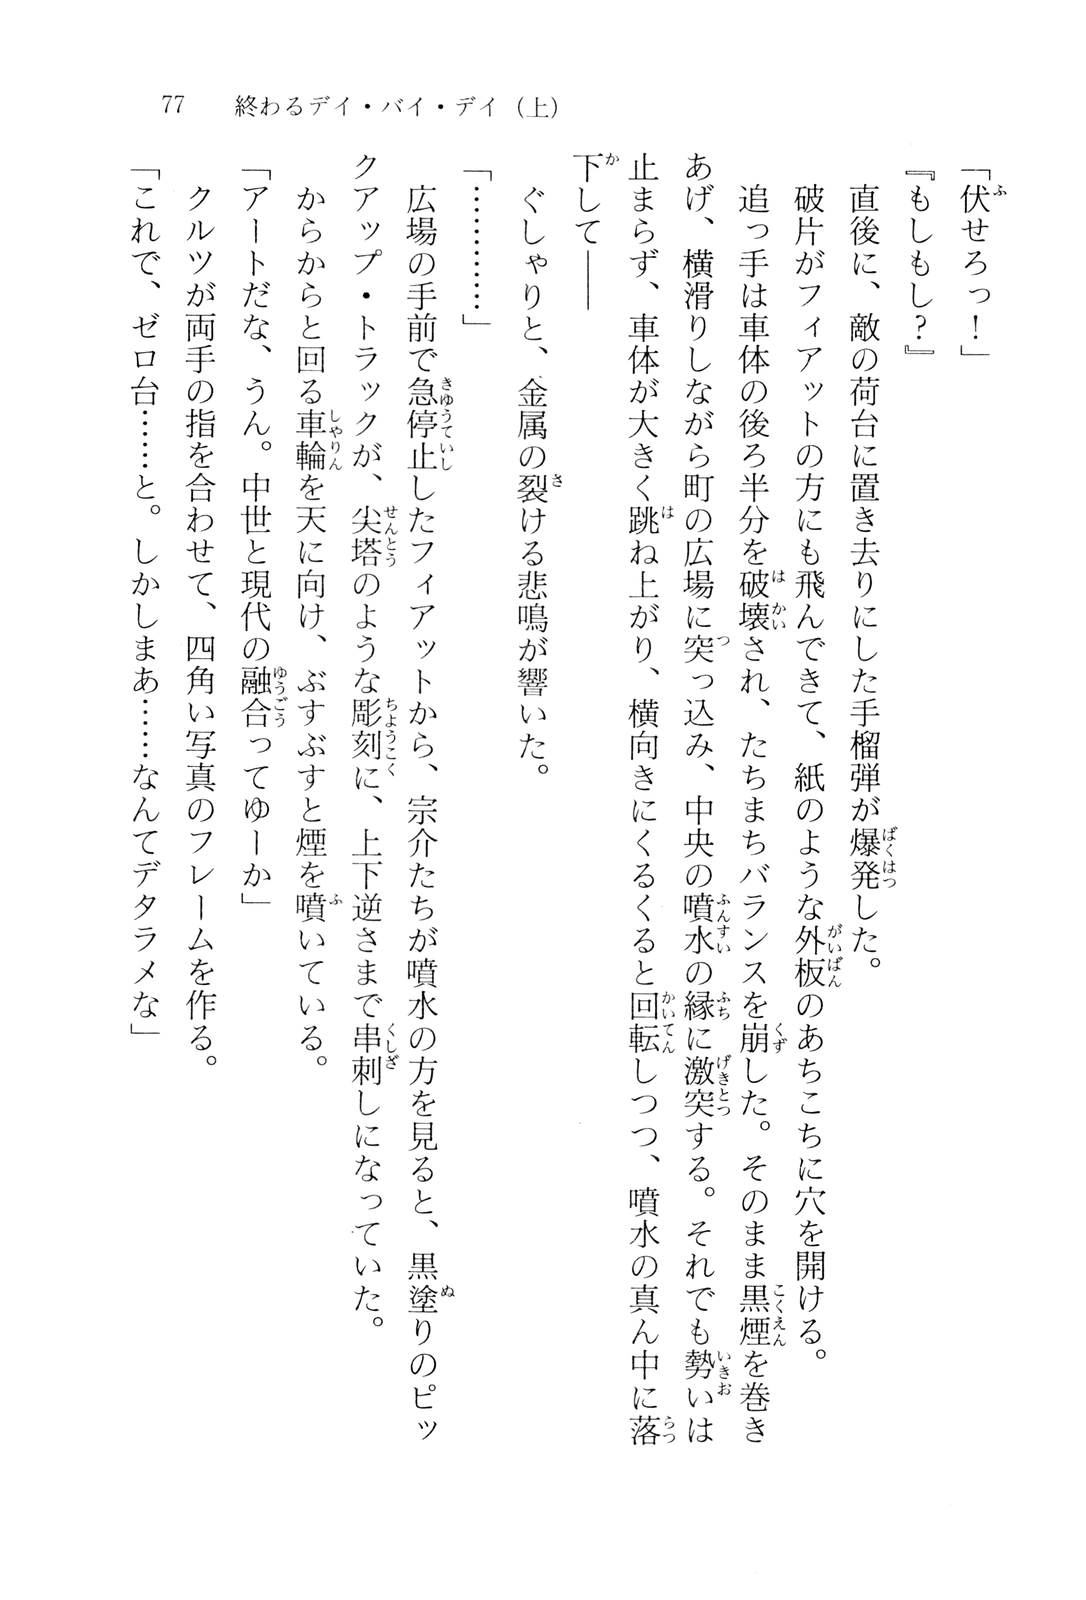 77　終わるデイ・バイ・デイ（上）
「伏せろっ！」
『もしもし？』
　直後に、敵の荷台に置き去りにした手榴弾が爆発した。
　破片がフィアットの方にも飛んできて、紙のような外板のあちこちに穴を開ける。
　追っ手は車体の後ろ半分を破壊され、たちまちバランスを崩した。そのまま黒煙を巻き
あげ、横滑りしながら町の広場に突っ込み、中央の噴水の縁に激突する。それでも勢いは
止まらず、車体が大きく跳ね上がり、横向きにくるくると回転しつつ、噴水の真ん中に落
下して――
　ぐしゃりと、金属の裂ける悲鳴が響いた。
「…………」
　広場の手前で急停止したフィアットから、宗介たちが噴水の方を見ると、黒塗りのピッ
クアップ・トラックが、尖塔のような彫刻に、上下逆さまで串刺しになっていた。
　からからと回る車輪を天に向け、ぶすぶすと煙を噴いている。
「アートだな、うん。中世と現代の融合ってゆーか」
　クルツが両手の指を合わせて、四角い写真のフレームを作る。
「これで、ゼロ台……と。しかしまあ……なんてデタラメな」